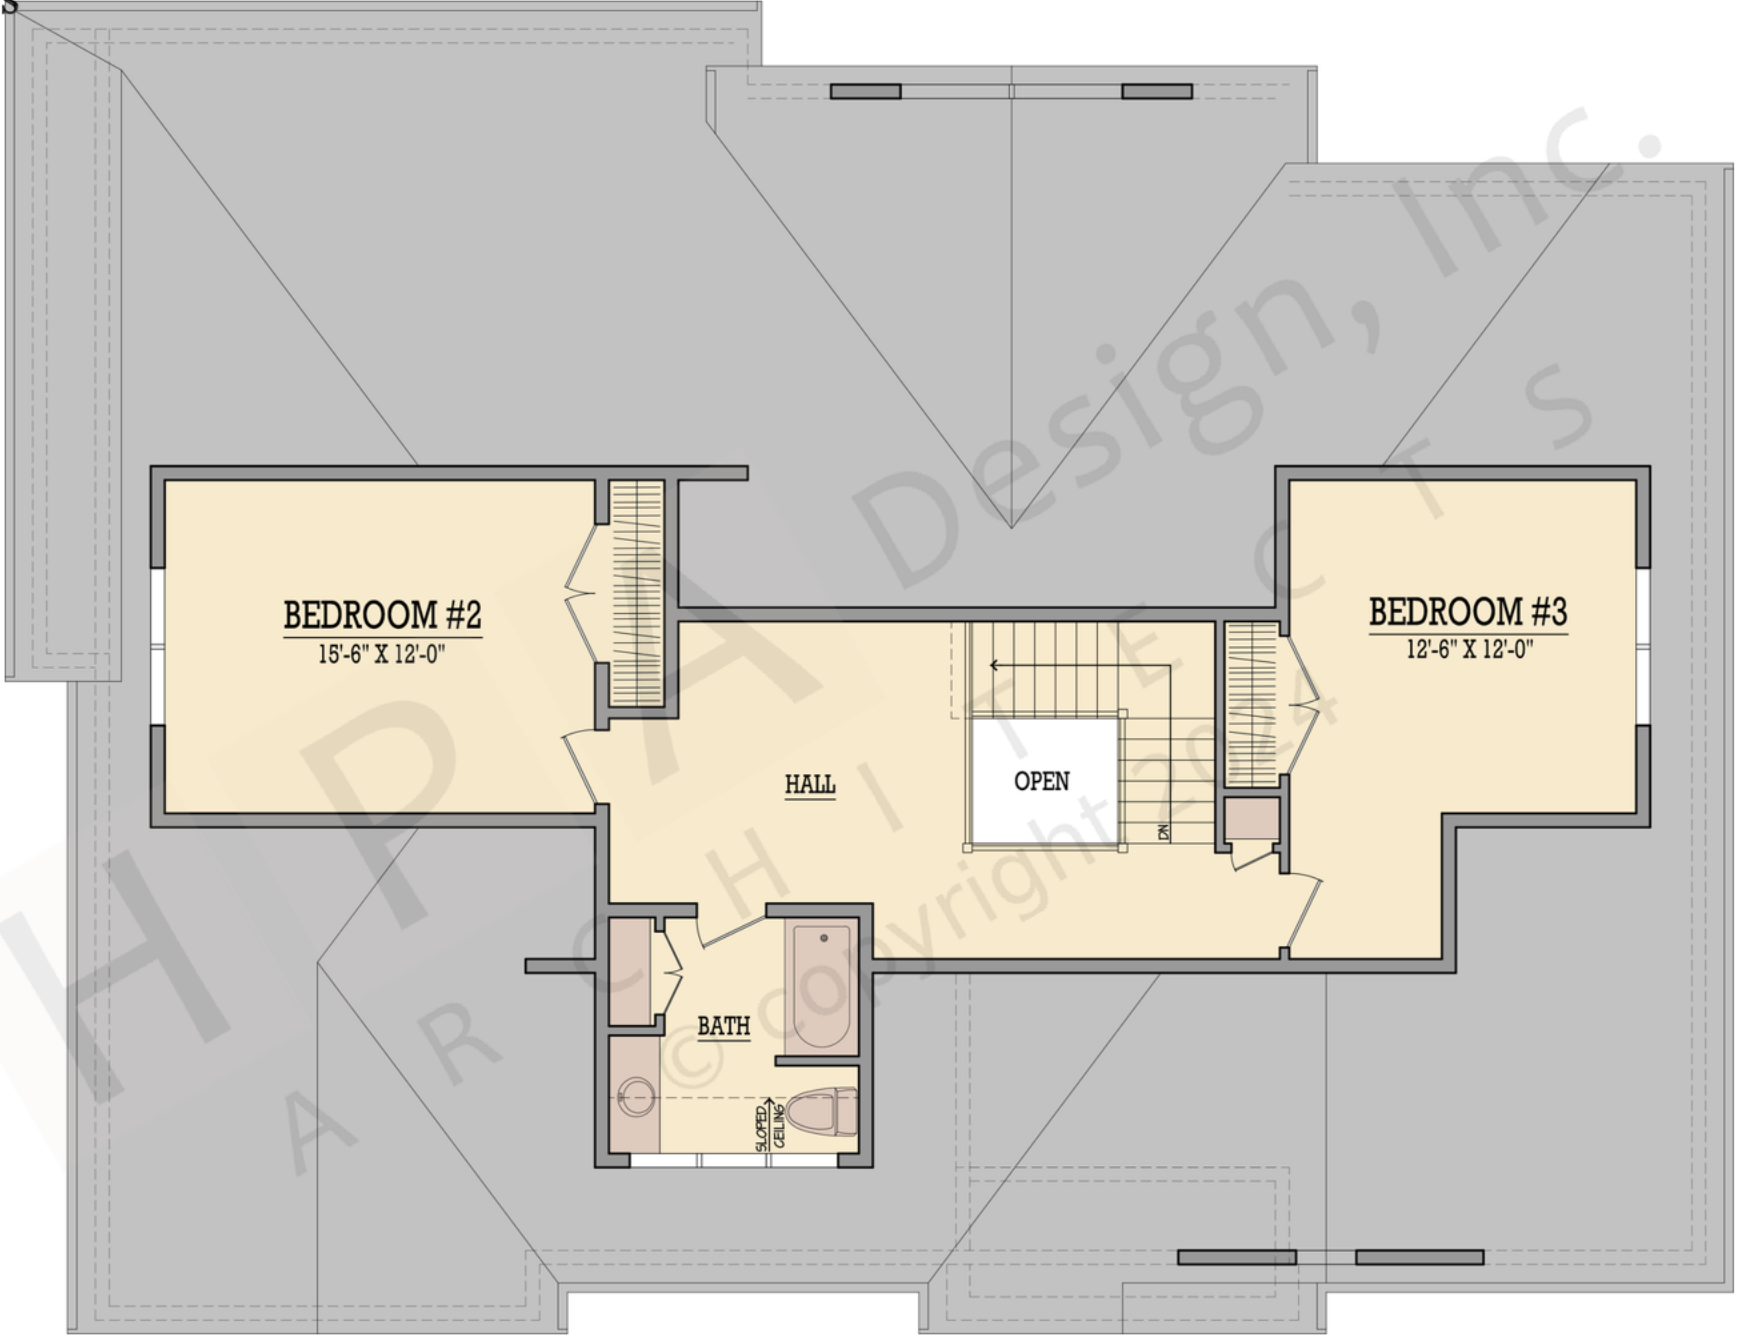 S
BEDROOM #2
15'-6" X 12'-0"
BEDROOM #3
12'-6" X 12'-0"
HALL
OPEN
DN
BATH
SLOPED
CEILING
HPA Design, Inc.
ARCHITECTS
© copyright 2024